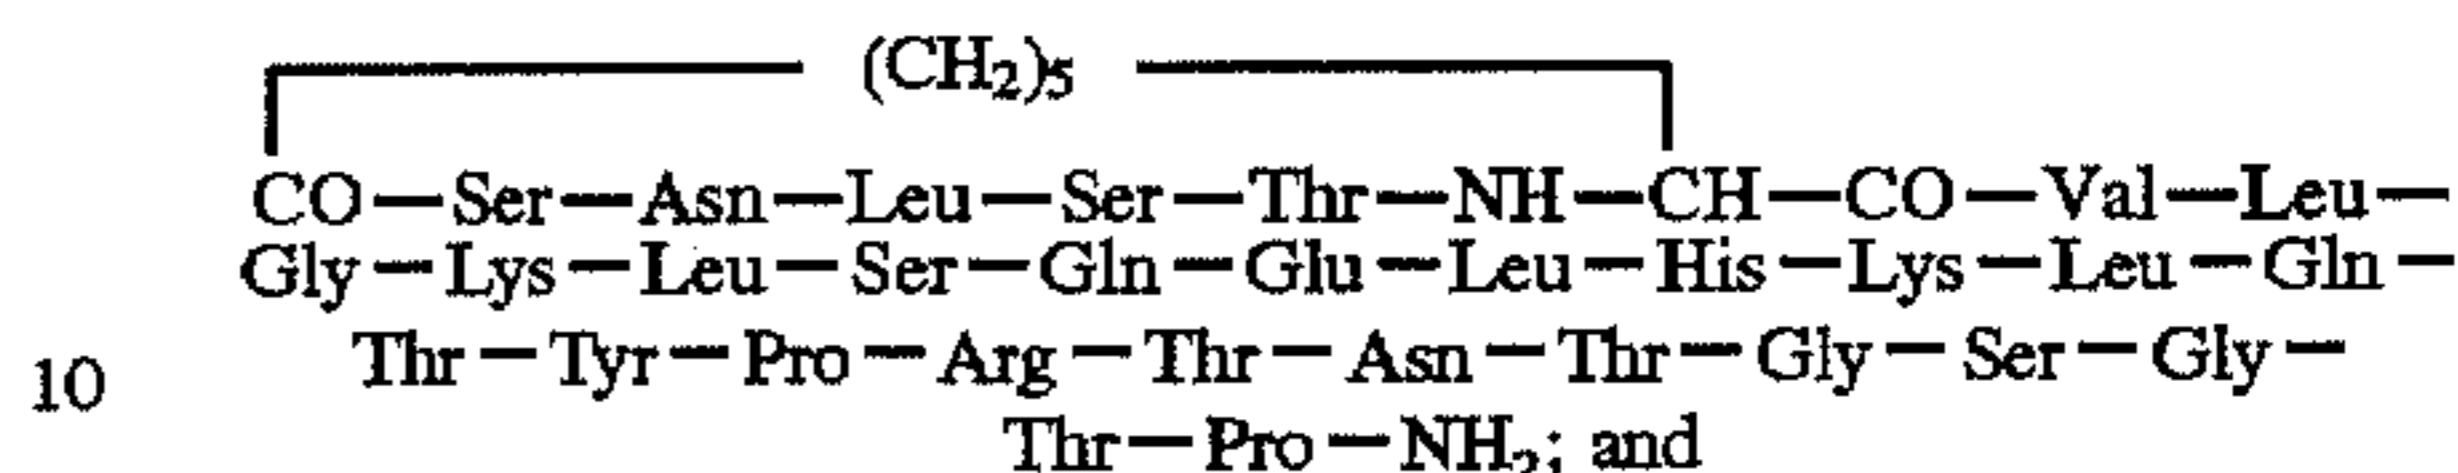 (CH2)5
CO—Ser—Asn—Leu—Ser—Thr—NH—CH—CO—Val—Leu—
Gly—Lys—Leu—Ser—Gln—Glu—Leu—His—Lys—Leu—Gln—
10 Thr—Tyr—Pro—Arg—Thr—Asn—Thr—Gly—Ser—Gly—
Thr—Pro—NH2; and